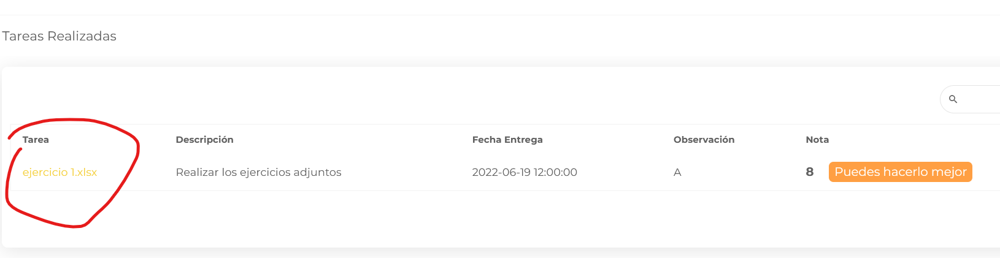 Tareas Realizadas
Tarea Descripción Fecha Entrega Observación Nota
ejercicio 1.xlsx Realizar los ejercicios adjuntos 2022-06-19 12:00:00 A 8 Puedes hacerlo mejor